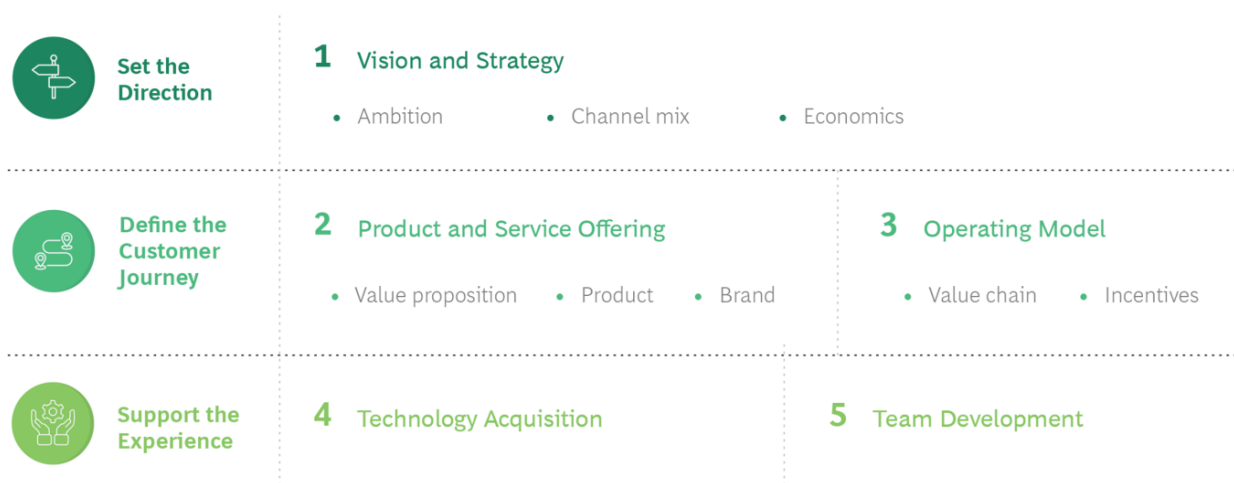 Set the
Direction
1 Vision and Strategy
• Ambition • Channel mix • Economics
Define the
Customer
Journey
2 Product and Service Offering
• Value proposition • Product • Brand
3 Operating Model
• Value chain • Incentives
Support the
Experience
4 Technology Acquisition
5 Team Development